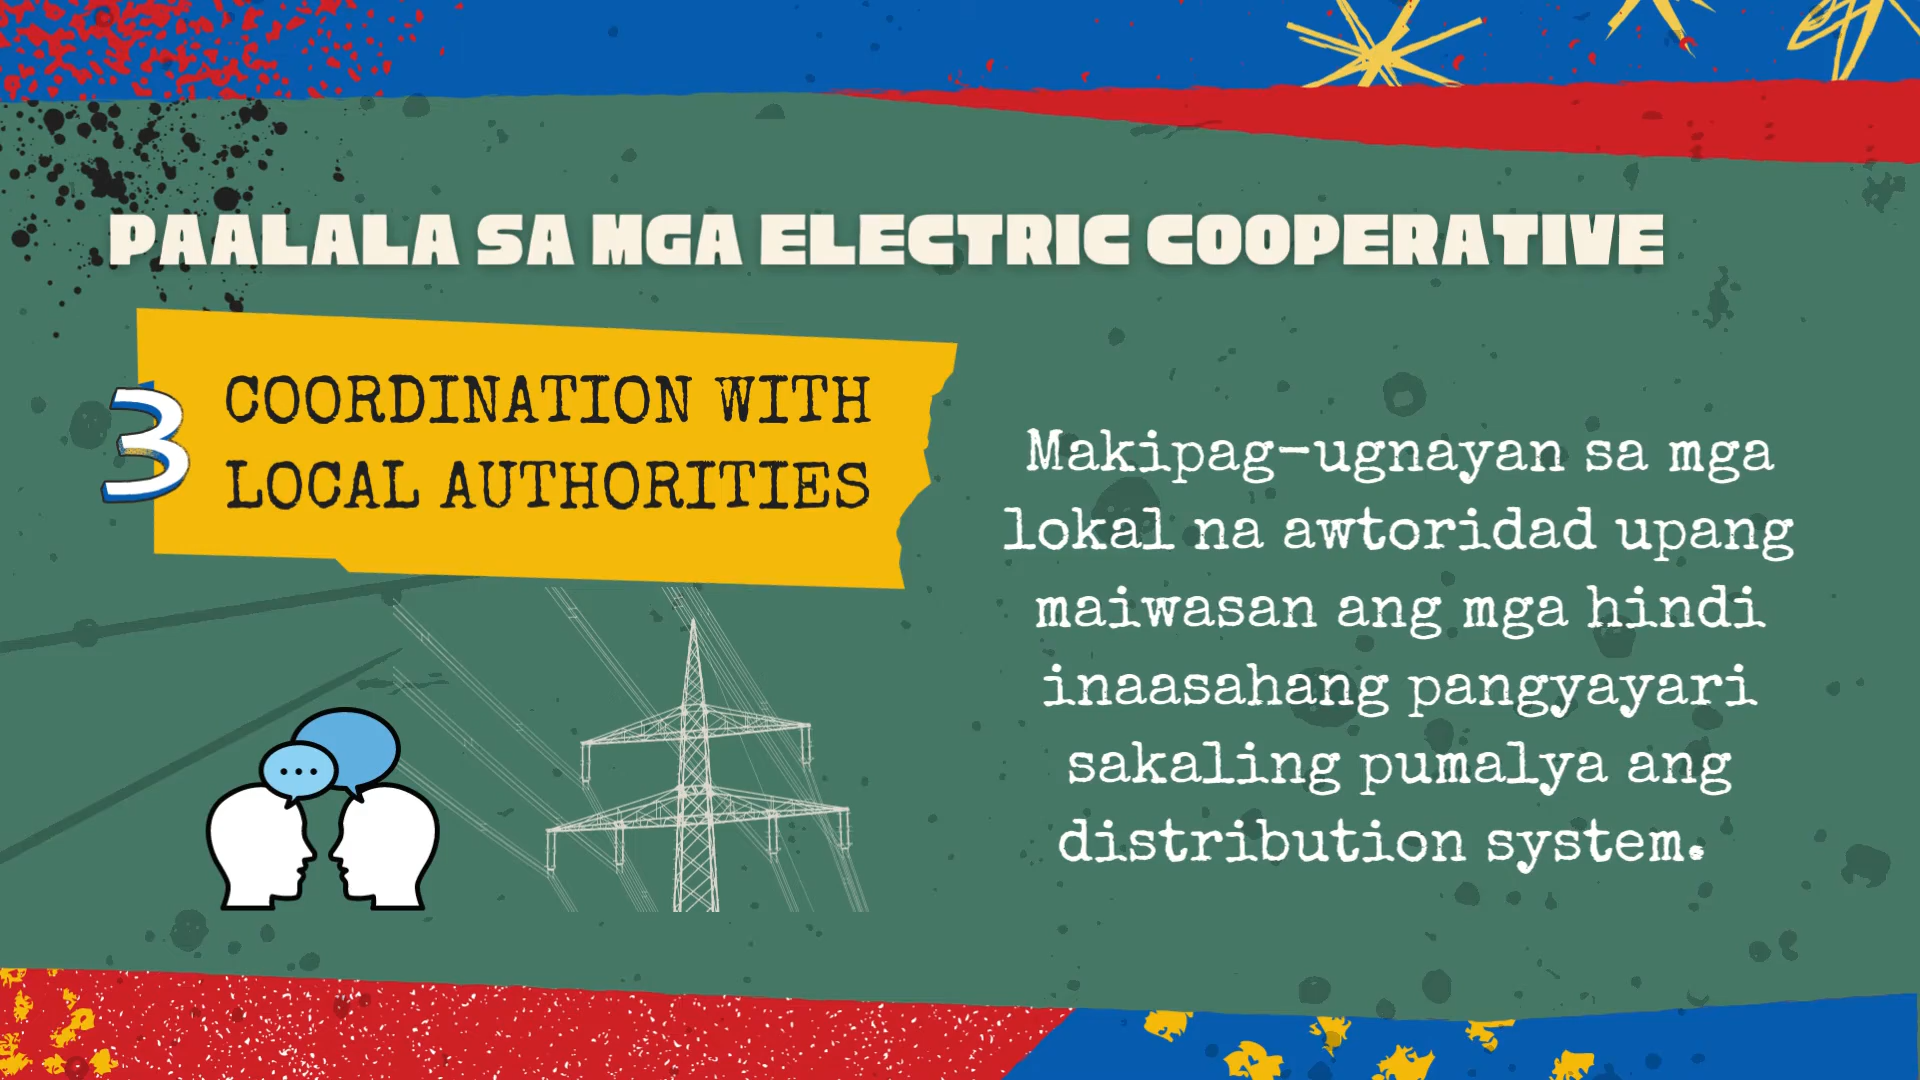 PAALALA SA MGA ELECTRIC COOPERATIVE
3
COORDINATION WITH
LOCAL AUTHORITIES
Makipag-ugnayan sa mga
lokal na awtoridad upang
maiwasan ang mga hindi
inaasahang pangyayari
sakaling pumalya ang
distribution system.